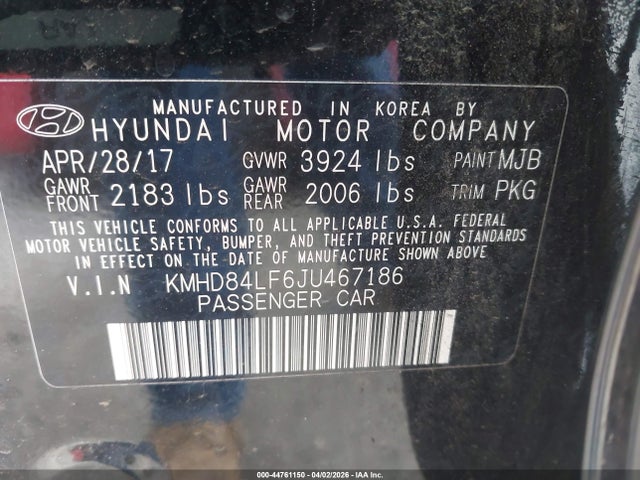 MANUFACTURED IN KOREA BY
HYUNDAI MOTOR COMPANY
APR/28/17 GVWR 3924 lbs PAINT MJB
GAWR FRONT 2183 lbs GAWR REAR 2006 lbs TRIM PKG
THIS VEHICLE CONFORMS TO ALL APPLICABLE U.S.A. FEDERAL
MOTOR VEHICLE SAFETY, BUMPER, AND THEFT PREVENTION STANDARDS
IN EFFECT ON THE DATE OF MANUFACTURE SHOWN ABOVE
V.I.N KMHD84LF6JU467186
PASSENGER CAR
000-44761150 - 04/02/2026 - IAA Inc.